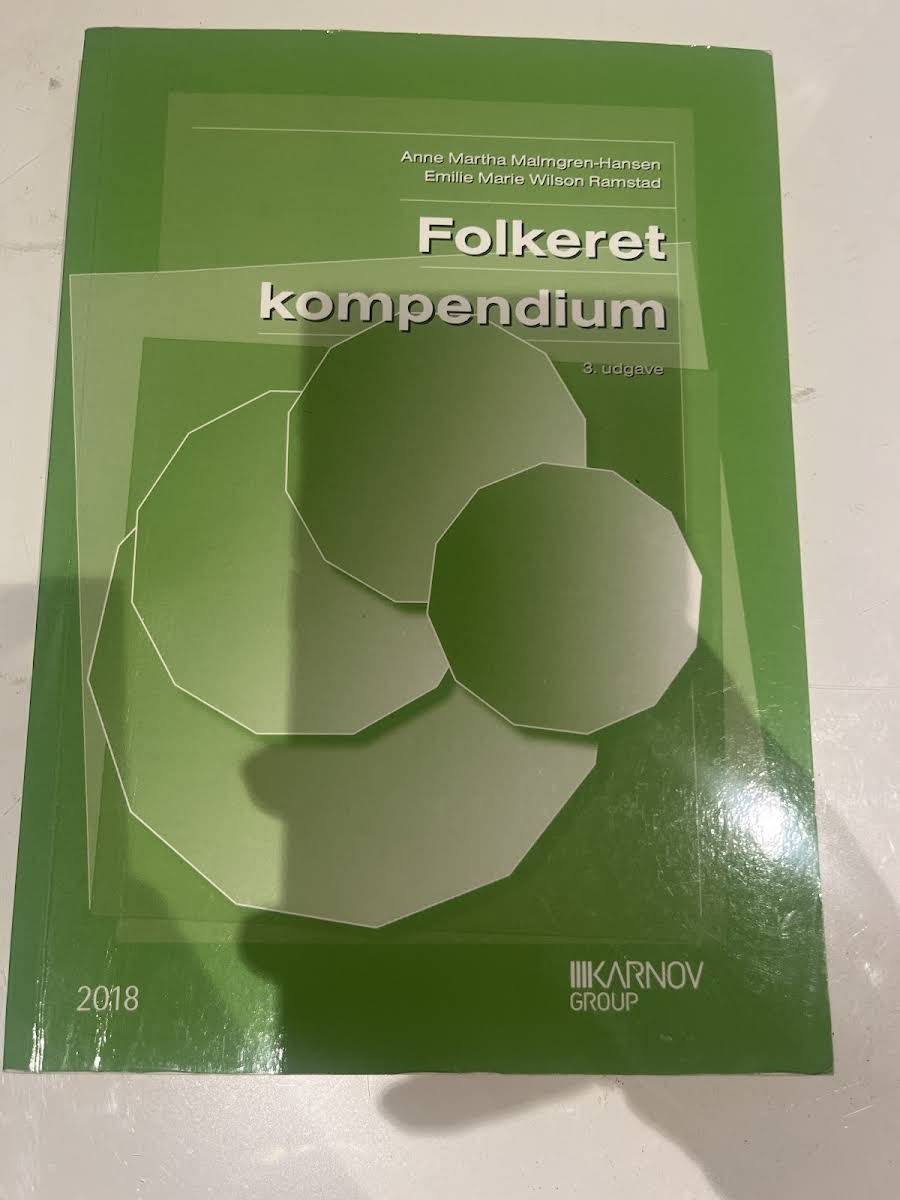 Anne Martha Malmgren-Hansen
Emilie Marie Wilson Ramstad
Folkeret
kompendium
3. udgave
2018
KARNOV
GROUP